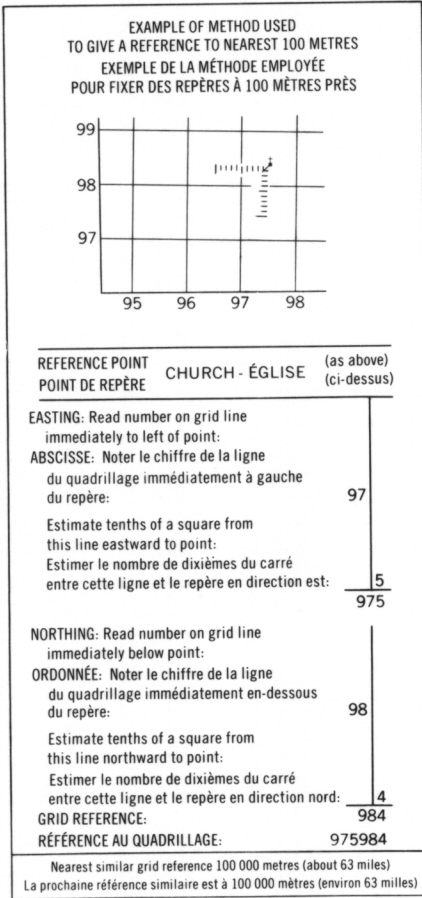 EXAMPLE OF METHOD USED
TO GIVE A REFERENCE TO NEAREST 100 METRES
EXEMPLE DE LA MÉTHODE EMPLOYÉE
POUR FIXER DES REPÈRES À 100 MÈTRES PRÈS
99
98
97
95 96 97 98
REFERENCE POINT
POINT DE REPÈRE
CHURCH - ÉGLISE
(as above)
(ci-dessus)
EASTING: Read number on grid line
immediately to left of point:
ABSCISSE: Noter le chiffre de la ligne
du quadrillage immédiatement à gauche
du repère: 97
Estimate tenths of a square from
this line eastward to point:
Estimer le nombre de dixièmes du carré
entre cette ligne et le repère en direction est: 5
975
NORTHING: Read number on grid line
immediately below point:
ORDONNÉE: Noter le chiffre de la ligne
du quadrillage immédiatement en-dessous
du repère: 98
Estimate tenths of a square from
this line northward to point:
Estimer le nombre de dixièmes du carré
entre cette ligne et le repère en direction nord: 4
GRID REFERENCE: 984
RÉFÉRENCE AU QUADRILLAGE: 975984
Nearest similar grid reference 100 000 metres (about 63 miles)
La prochaine référence similaire est à 100 000 mètres (environ 63 milles)